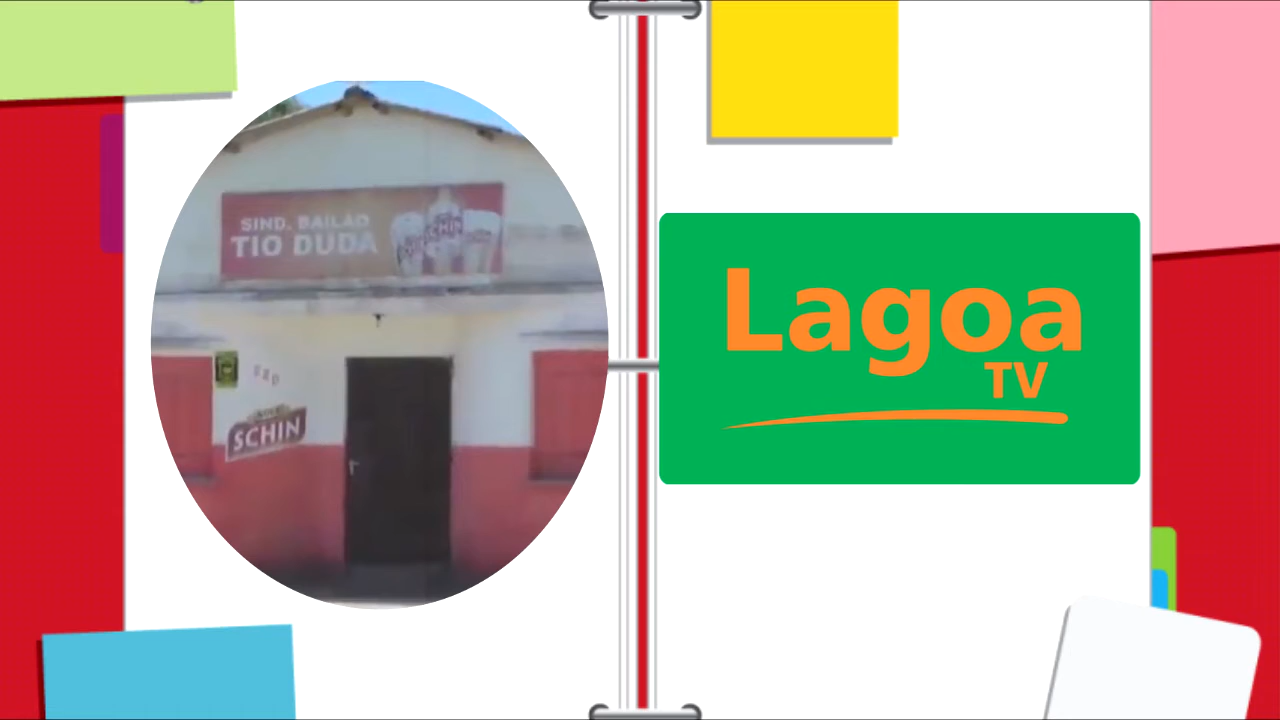 SIND. BAILÃO
TIO DUDA
SCHIN
SCHIN
Lagoa
TV